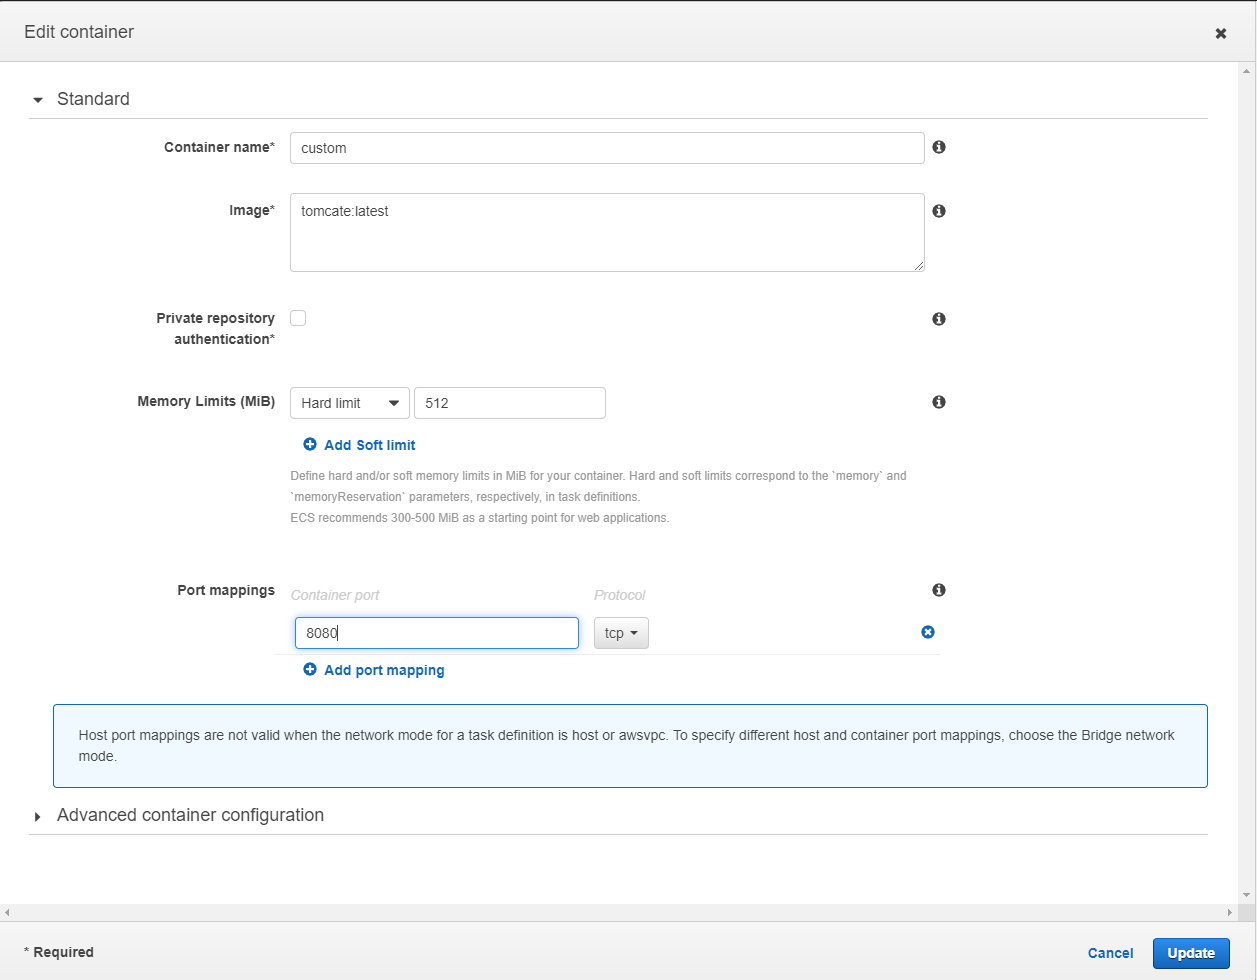 Edit container
Standard
Container name*
custom
Image*
tomcate:latest
Private repository
authentication*
Memory Limits (MiB)
Hard limit
512
Add Soft limit
Define hard and/or soft memory limits in MiB for your container. Hard and soft limits correspond to the `memory` and
`memoryReservation` parameters, respectively, in task definitions.
ECS recommends 300-500 MiB as a starting point for web applications.
Port mappings
Container port
Protocol
8080
tcp
Add port mapping
Host port mappings are not valid when the network mode for a task definition is host or awsvpc. To specify different host and container port mappings, choose the Bridge network
mode.
Advanced container configuration
* Required
Cancel
Update